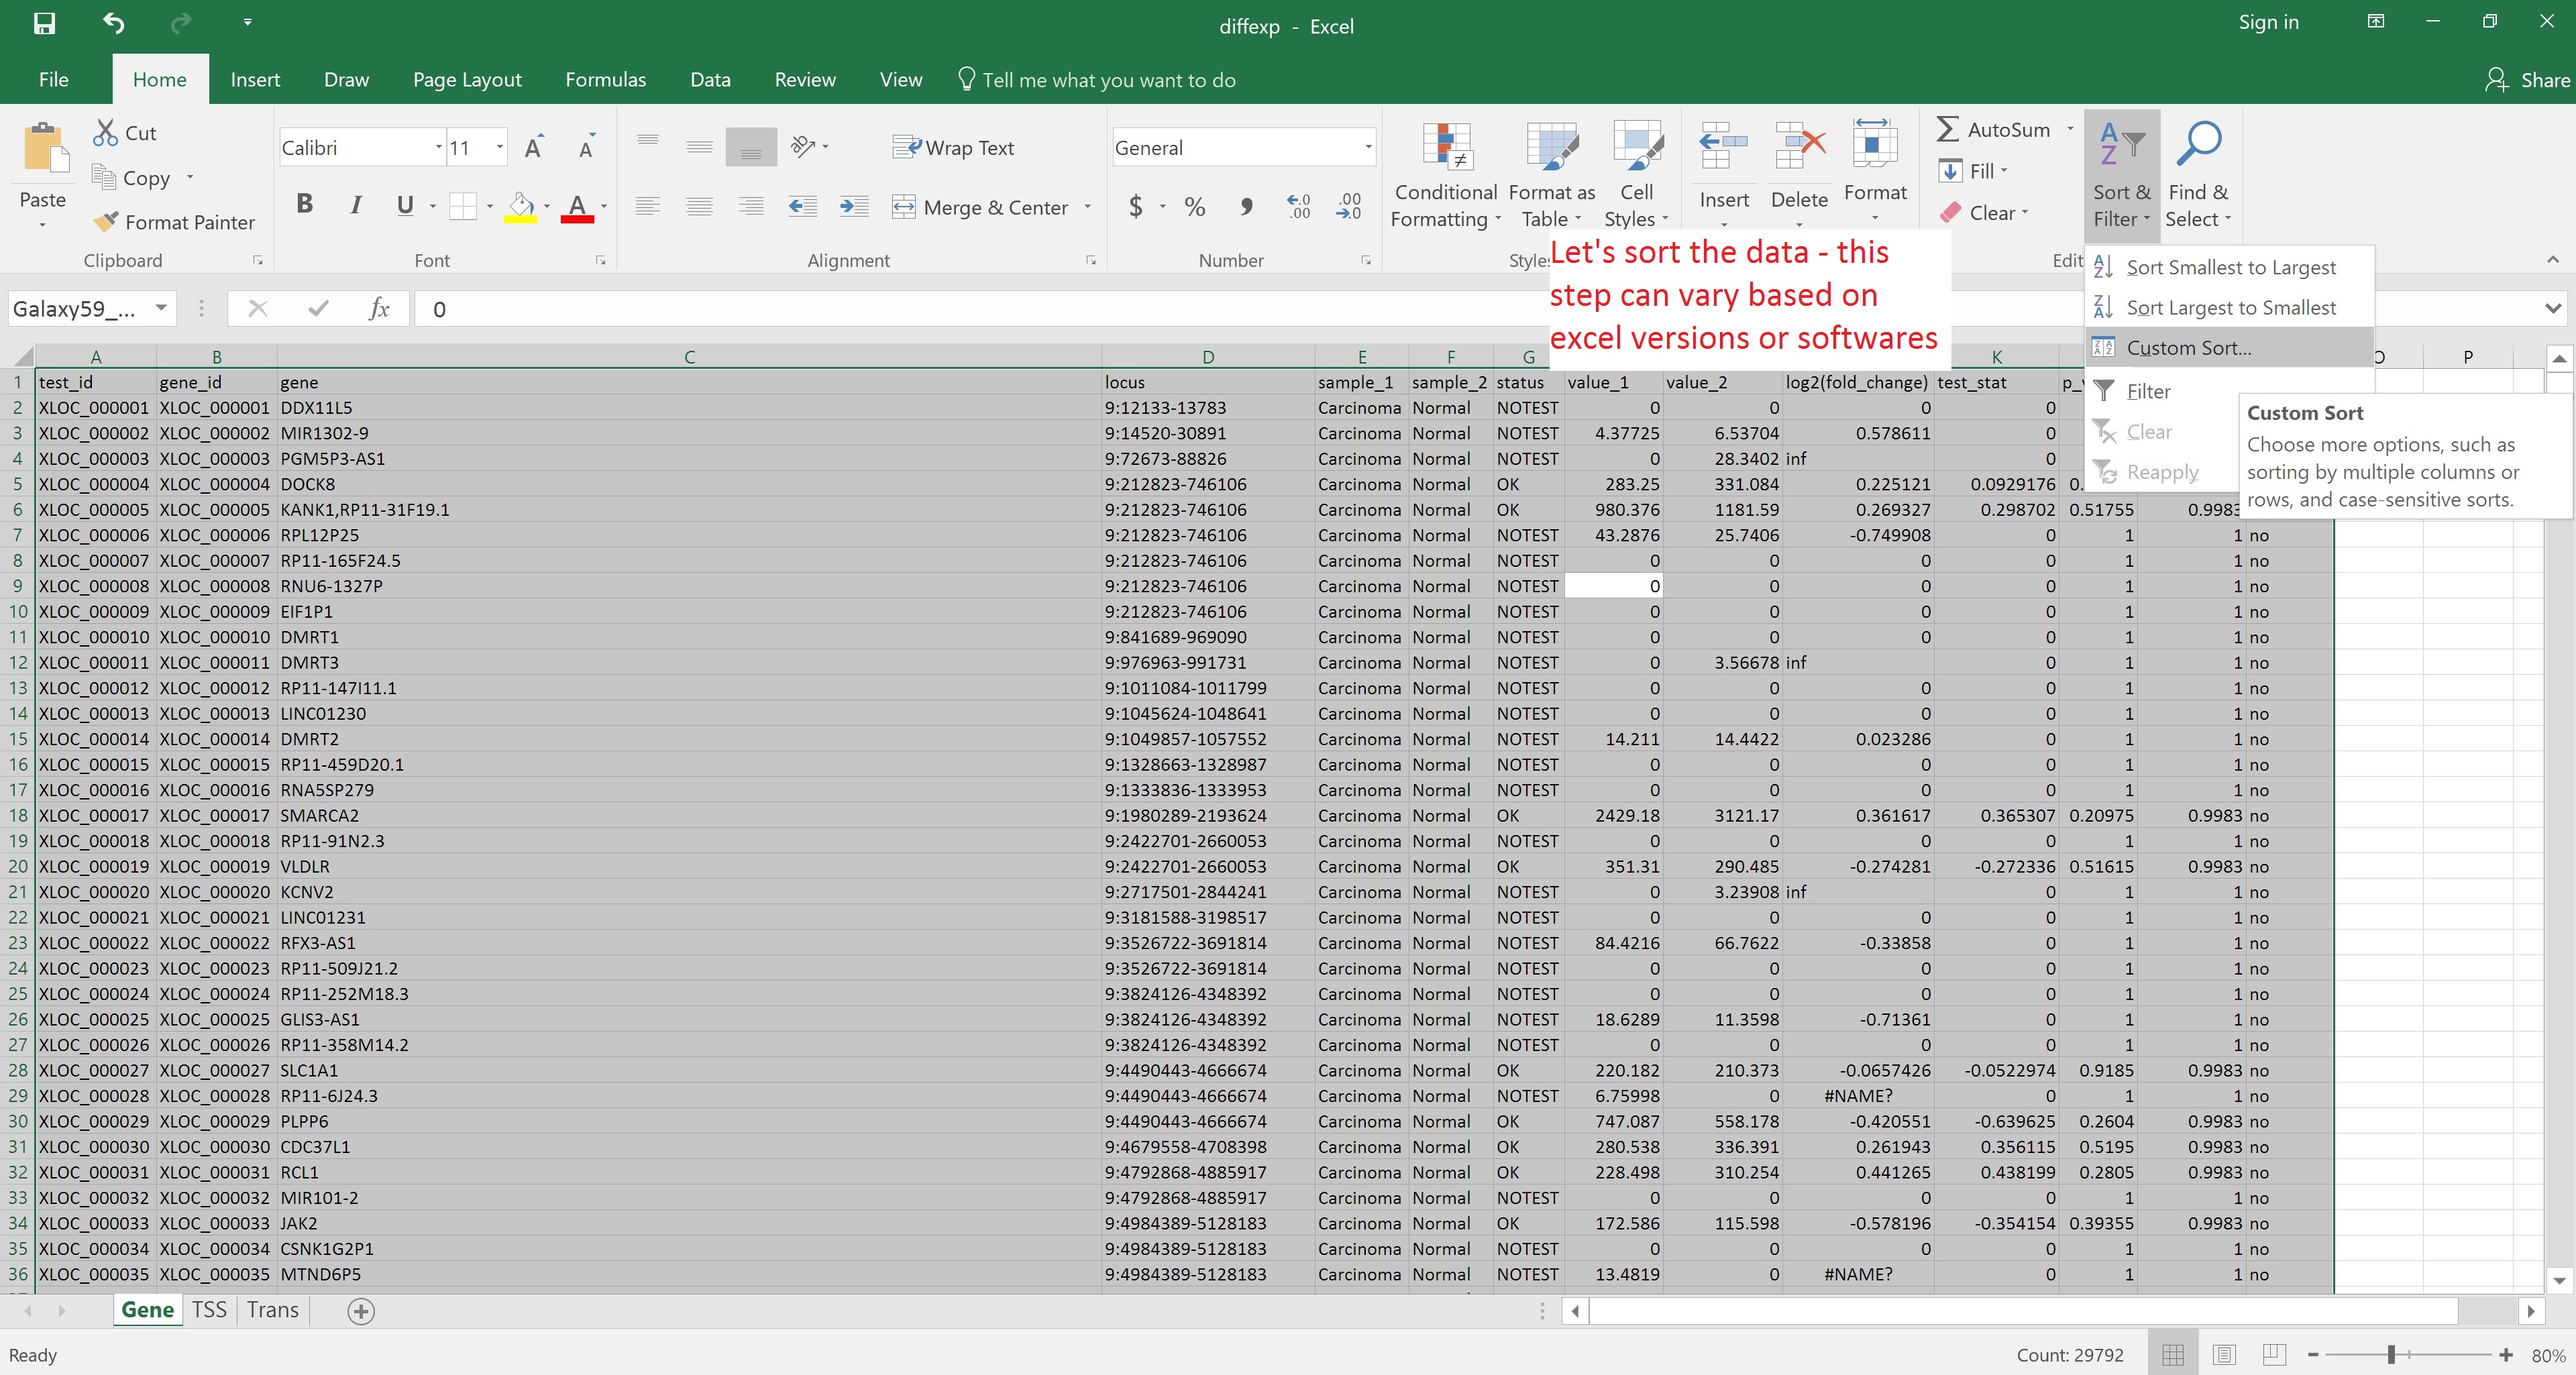 diffexp - Excel
Sign in
File Home Insert Draw Page Layout Formulas Data Review View Tell me what you want to do Share
Paste Cut Copy Format Painter Clipboard
Calibri 11 A A B I U A Font
Wrap Text Merge & Center Alignment
General $ % Number
Conditional Formatting Format as Table Cell Styles Styles
Insert Delete Format
AutoSum Fill Clear Sort & Filter Find & Select Edit
Let's sort the data - this
step can vary based on
excel versions or softwares
Sort Smallest to Largest
Sort Largest to Smallest
Custom Sort...
Filter
Clear
Reapply
Custom Sort
Choose more options, such as
sorting by multiple columns or
rows, and case-sensitive sorts.
Galaxy59_... fx 0
A B C D E F G K P
1 test_id gene_id gene locus sample_1 sample_2 status value_1 value_2 log2(fold_change) test_stat
2 XLOC_000001 XLOC_000001 DDX11L5 9:12133-13783 Carcinoma Normal NOTEST 0 0 0 0
3 XLOC_000002 XLOC_000002 MIR1302-9 9:14520-30891 Carcinoma Normal NOTEST 4.37725 6.53704 0.578611 0
4 XLOC_000003 XLOC_000003 PGM5P3-AS1 9:72673-88826 Carcinoma Normal NOTEST 0 28.3402 inf 0
5 XLOC_000004 XLOC_000004 DOCK8 9:212823-746106 Carcinoma Normal OK 283.25 331.084 0.225121 0.0929176 0.
6 XLOC_000005 XLOC_000005 KANK1,RP11-31F19.1 9:212823-746106 Carcinoma Normal OK 980.376 1181.59 0.269327 0.298702 0.51755 0.9983
7 XLOC_000006 XLOC_000006 RPL12P25 9:212823-746106 Carcinoma Normal NOTEST 43.2876 25.7406 -0.749908 0 1 1 no
8 XLOC_000007 XLOC_000007 RP11-165F24.5 9:212823-746106 Carcinoma Normal NOTEST 0 0 0 0 1 1 no
9 XLOC_000008 XLOC_000008 RNU6-1327P 9:212823-746106 Carcinoma Normal NOTEST 0 0 0 0 1 1 no
10 XLOC_000009 XLOC_000009 EIF1P1 9:212823-746106 Carcinoma Normal NOTEST 0 0 0 0 1 1 no
11 XLOC_000010 XLOC_000010 DMRT1 9:841689-969090 Carcinoma Normal NOTEST 0 0 0 0 1 1 no
12 XLOC_000011 XLOC_000011 DMRT3 9:976963-991731 Carcinoma Normal NOTEST 0 3.56678 inf 0 1 1 no
13 XLOC_000012 XLOC_000012 RP11-147I11.1 9:1011084-1011799 Carcinoma Normal NOTEST 0 0 0 0 1 1 no
14 XLOC_000013 XLOC_000013 LINC01230 9:1045624-1048641 Carcinoma Normal NOTEST 0 0 0 0 1 1 no
15 XLOC_000014 XLOC_000014 DMRT2 9:1049857-1057552 Carcinoma Normal NOTEST 14.211 14.4422 0.023286 0 1 1 no
16 XLOC_000015 XLOC_000015 RP11-459D20.1 9:1328663-1328987 Carcinoma Normal NOTEST 0 0 0 0 1 1 no
17 XLOC_000016 XLOC_000016 RNA5SP279 9:1333836-1333953 Carcinoma Normal NOTEST 0 0 0 0 1 1 no
18 XLOC_000017 XLOC_000017 SMARCA2 9:1980289-2193624 Carcinoma Normal OK 2429.18 3121.17 0.361617 0.365307 0.20975 0.9983 no
19 XLOC_000018 XLOC_000018 RP11-91N2.3 9:2422701-2660053 Carcinoma Normal NOTEST 0 0 0 0 1 1 no
20 XLOC_000019 XLOC_000019 VLDLR 9:2422701-2660053 Carcinoma Normal OK 351.31 290.485 -0.274281 -0.272336 0.51615 0.9983 no
21 XLOC_000020 XLOC_000020 KCNV2 9:2717501-2844241 Carcinoma Normal NOTEST 0 3.23908 inf 0 1 1 no
22 XLOC_000021 XLOC_000021 LINC01231 9:3181588-3198517 Carcinoma Normal NOTEST 0 0 0 0 1 1 no
23 XLOC_000022 XLOC_000022 RFX3-AS1 9:3526722-3691814 Carcinoma Normal NOTEST 84.4216 66.7622 -0.33858 0 1 1 no
24 XLOC_000023 XLOC_000023 RP11-509J21.2 9:3526722-3691814 Carcinoma Normal NOTEST 0 0 0 0 1 1 no
25 XLOC_000024 XLOC_000024 RP11-252M18.3 9:3824126-4348392 Carcinoma Normal NOTEST 0 0 0 0 1 1 no
26 XLOC_000025 XLOC_000025 GLIS3-AS1 9:3824126-4348392 Carcinoma Normal NOTEST 18.6289 11.3598 -0.71361 0 1 1 no
27 XLOC_000026 XLOC_000026 RP11-358M14.2 9:3824126-4348392 Carcinoma Normal NOTEST 0 0 0 0 1 1 no
28 XLOC_000027 XLOC_000027 SLC1A1 9:4490443-4666674 Carcinoma Normal OK 220.182 210.373 -0.0657426 -0.0522974 0.9185 0.9983 no
29 XLOC_000028 XLOC_000028 RP11-6J24.3 9:4490443-4666674 Carcinoma Normal NOTEST 6.75998 0 #NAME? 0 1 1 no
30 XLOC_000029 XLOC_000029 PLPP6 9:4490443-4666674 Carcinoma Normal OK 747.087 558.178 -0.420551 -0.639625 0.2604 0.9983 no
31 XLOC_000030 XLOC_000030 CDC37L1 9:4679558-4708398 Carcinoma Normal OK 280.538 336.391 0.261943 0.356115 0.5195 0.9983 no
32 XLOC_000031 XLOC_000031 RCL1 9:4792868-4885917 Carcinoma Normal OK 228.498 310.254 0.441265 0.438199 0.2805 0.9983 no
33 XLOC_000032 XLOC_000032 MIR101-2 9:4792868-4885917 Carcinoma Normal NOTEST 0 0 0 0 1 1 no
34 XLOC_000033 XLOC_000033 JAK2 9:4984389-5128183 Carcinoma Normal OK 172.586 115.598 -0.578196 -0.354154 0.39355 0.9983 no
35 XLOC_000034 XLOC_000034 CSNK1G2P1 9:4984389-5128183 Carcinoma Normal NOTEST 0 0 0 0 1 1 no
36 XLOC_000035 XLOC_000035 MTND6P5 9:4984389-5128183 Carcinoma Normal NOTEST 13.4819 0 #NAME? 0 1 1 no
Gene TSS Trans
Ready Count: 29792 80%